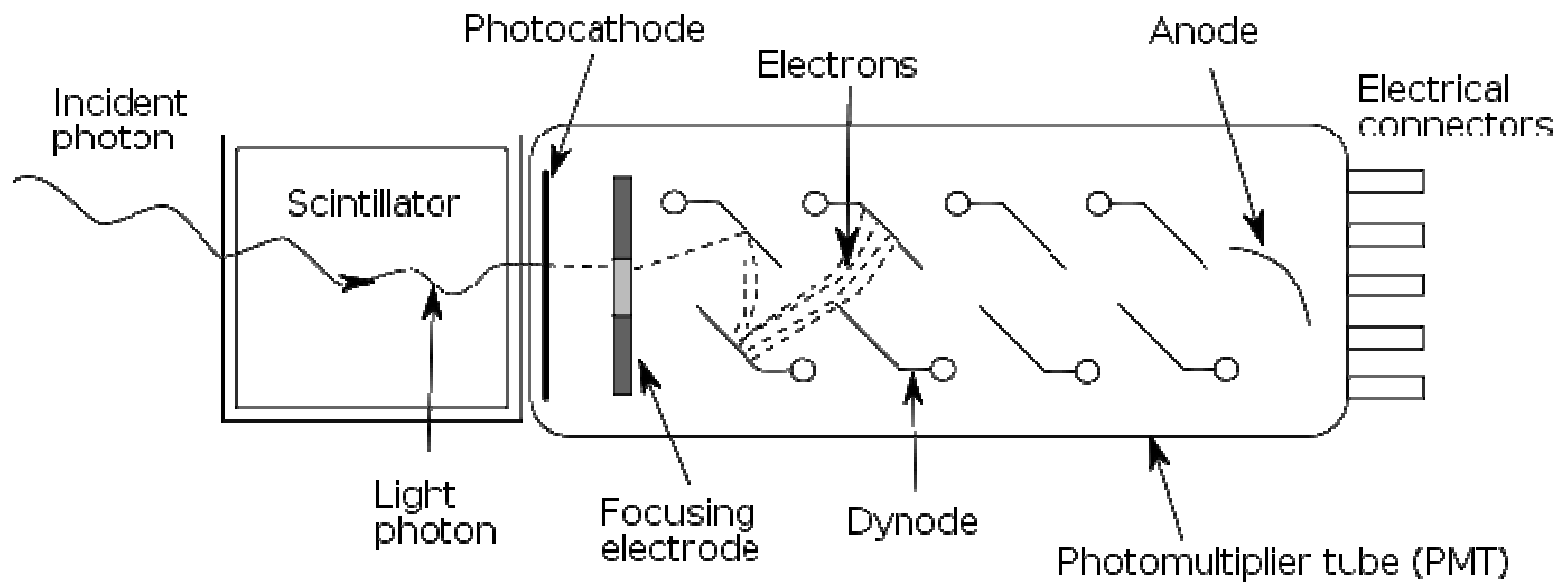 Photocathode
Anode
Electrons
Incident
photon
Electrical
connectors
Scintillator
Light
photon
Focusing
electrode
Dynode
Photomultiplier tube (PMT)